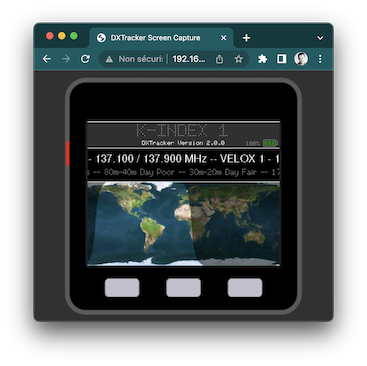 DXTracker Screen Capture
Non sécuris 192.16...
K-INDEX 1
DXTracker Version 2.0.0 100%
- 137.100 / 137.900 MHz -- VELOX 1 - 1
-- 80m-40m Day Poor -- 30m-20m Day Fair -- 17